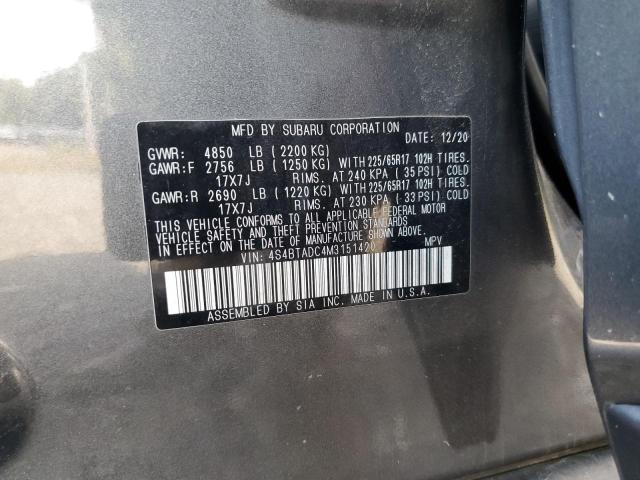 MFD BY SUBARU CORPORATION DATE: 12/20
GVWR: 4850 LB (2200 KG)
GAWR:F 2756 LB (1250 KG) WITH 225/65R17 102H TIRES.
17X7J RIMS. AT 240 KPA (35 PSI) COLD
GAWR:R 2690 LB (1220 KG) WITH 225/65R17 102H TIRES.
17X7J RIMS. AT 230 KPA (33 PSI) COLD
THIS VEHICLE CONFORMS TO ALL APPLICABLE FEDERAL MOTOR
VEHICLE SAFETY AND THEFT PREVENTION STANDARDS
IN EFFECT ON THE DATE OF MANUFACTURE SHOWN ABOVE.
VIN: 4S4BTADC4M3151420 MPV
ASSEMBLED BY SIA INC. MADE IN U.S.A.